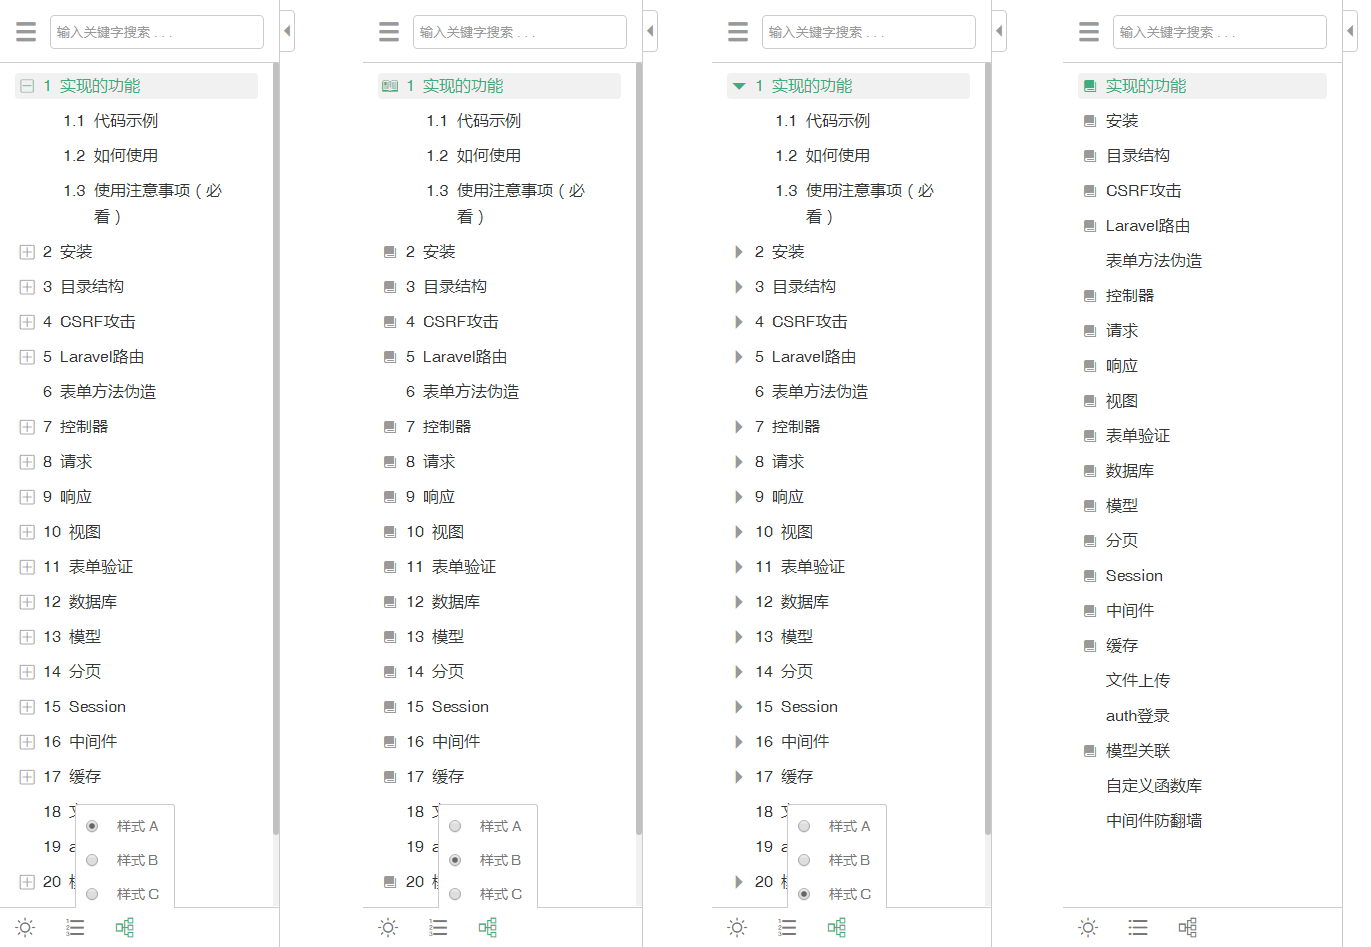 输入关键字搜索 . . .
1 实现的功能
1.1 代码示例
1.2 如何使用
1.3 使用注意事项（必
看）
2 安装
3 目录结构
4 CSRF攻击
5 Laravel路由
6 表单方法伪造
7 控制器
8 请求
9 响应
10 视图
11 表单验证
12 数据库
13 模型
14 分页
15 Session
16 中间件
17 缓存
18
19 a
20
样式 A
样式 B
样式 C
输入关键字搜索 . . .
1 实现的功能
1.1 代码示例
1.2 如何使用
1.3 使用注意事项（必
看）
2 安装
3 目录结构
4 CSRF攻击
5 Laravel路由
6 表单方法伪造
7 控制器
8 请求
9 响应
10 视图
11 表单验证
12 数据库
13 模型
14 分页
15 Session
16 中间件
17 缓存
18
19 a
20
样式 A
样式 B
样式 C
输入关键字搜索 . . .
1 实现的功能
1.1 代码示例
1.2 如何使用
1.3 使用注意事项（必
看）
2 安装
3 目录结构
4 CSRF攻击
5 Laravel路由
6 表单方法伪造
7 控制器
8 请求
9 响应
10 视图
11 表单验证
12 数据库
13 模型
14 分页
15 Session
16 中间件
17 缓存
18
19 a
20
样式 A
样式 B
样式 C
输入关键字搜索 . . .
实现的功能
安装
目录结构
CSRF攻击
Laravel路由
表单方法伪造
控制器
请求
响应
视图
表单验证
数据库
模型
分页
Session
中间件
缓存
文件上传
auth登录
模型关联
自定义函数库
中间件防翻墙